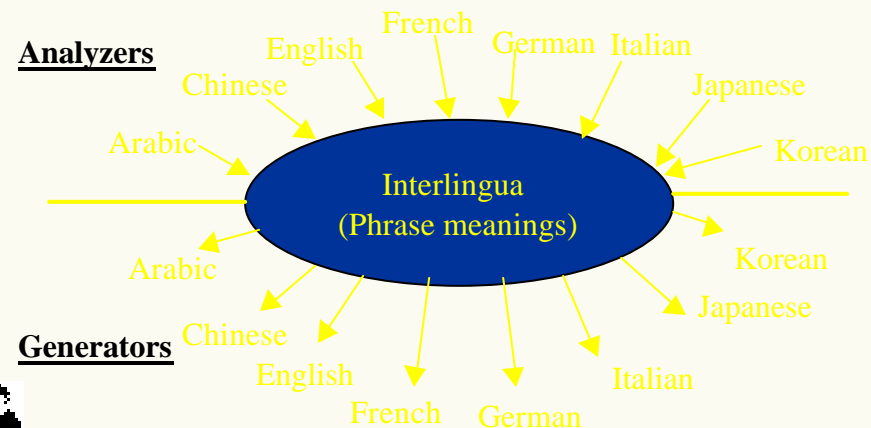 Analyzers
Arabic
Chinese
English
French
German
Italian
Japanese
Korean
Interlingua
(Phrase meanings)
Generators
Arabic
Chinese
English
French
German
Italian
Japanese
Korean